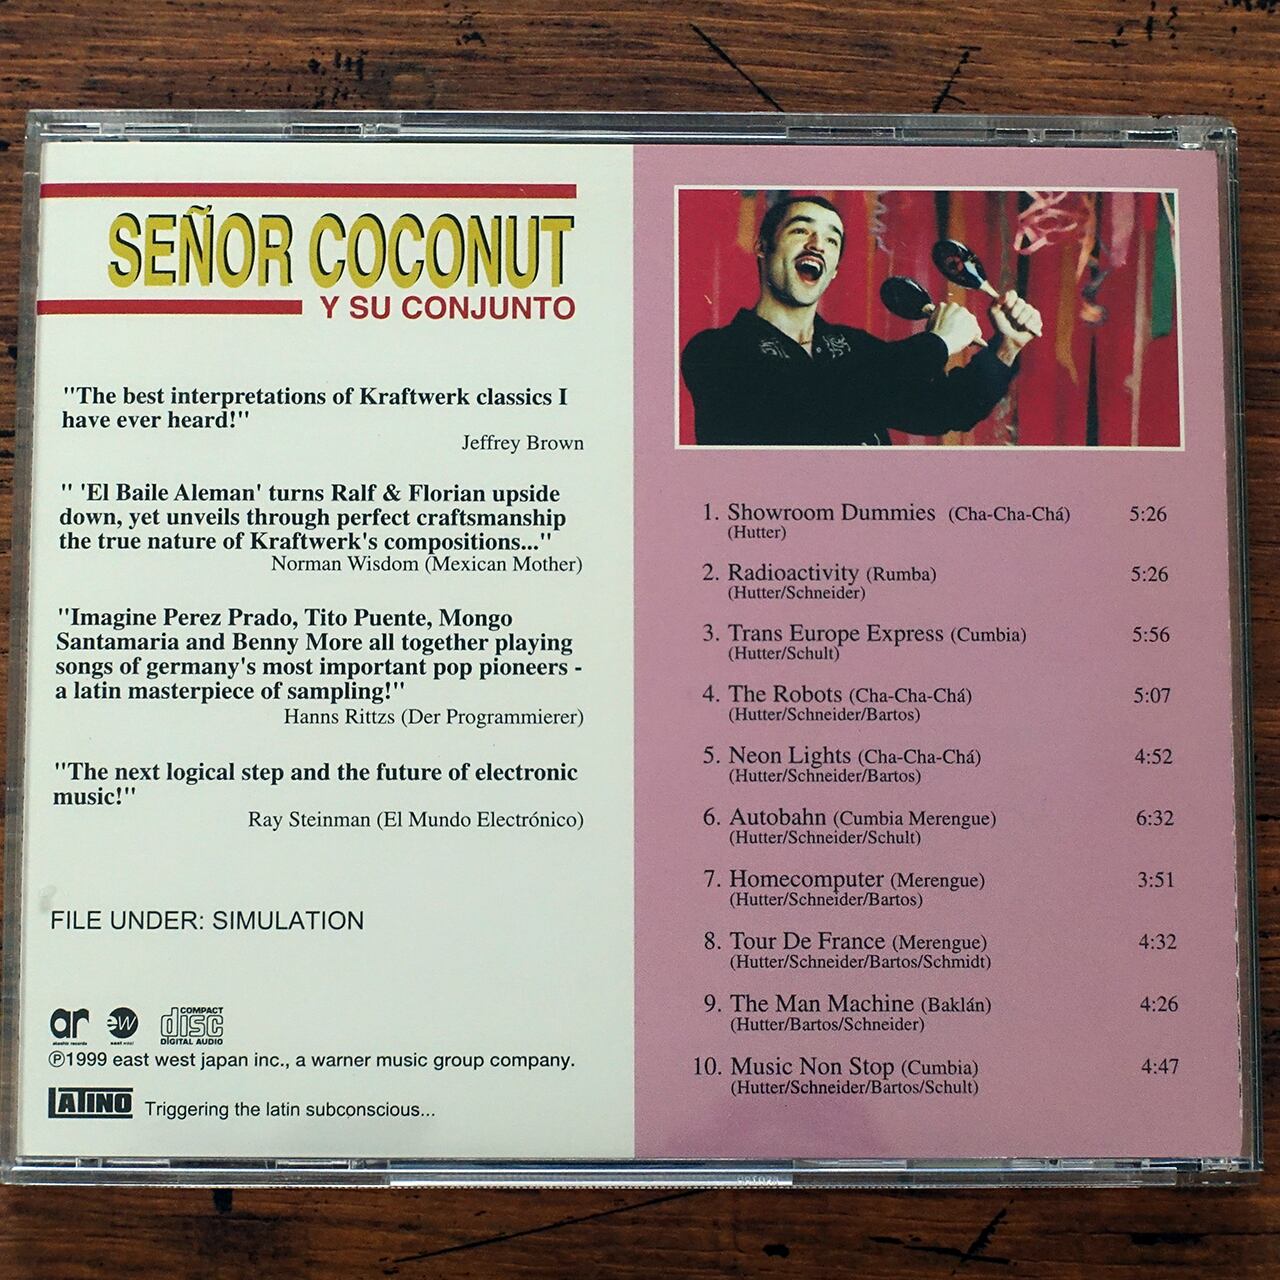 SEÑOR COCONUT
Y SU CONJUNTO
"The best interpretations of Kraftwerk classics I
have ever heard!"
Jeffrey Brown
" 'El Baile Aleman' turns Ralf & Florian upside
down, yet unveils through perfect craftsmanship
the true nature of Kraftwerk's compositions..."
Norman Wisdom (Mexican Mother)
"Imagine Perez Prado, Tito Puente, Mongo
Santamaria and Benny More all together playing
songs of germany's most important pop pioneers -
a latin masterpiece of sampling!"
Hanns Rittzs (Der Programmierer)
"The next logical step and the future of electronic
music!"
Ray Steinman (El Mundo Electrónico)
FILE UNDER: SIMULATION
ar
ew
COMPACT
disc
DIGITAL AUDIO
℗1999 east west japan inc., a warner music group company.
LATINO Triggering the latin subconscious...
1. Showroom Dummies (Cha-Cha-Chá) 5:26
(Hutter)
2. Radioactivity (Rumba) 5:26
(Hutter/Schneider)
3. Trans Europe Express (Cumbia) 5:56
(Hutter/Schult)
4. The Robots (Cha-Cha-Chá) 5:07
(Hutter/Schneider/Bartos)
5. Neon Lights (Cha-Cha-Chá) 4:52
(Hutter/Schneider/Bartos)
6. Autobahn (Cumbia Merengue) 6:32
(Hutter/Schneider/Schult)
7. Homecomputer (Merengue) 3:51
(Hutter/Schneider/Bartos)
8. Tour De France (Merengue) 4:32
(Hutter/Schneider/Bartos/Schmidt)
9. The Man Machine (Baklán) 4:26
(Hutter/Bartos/Schneider)
10. Music Non Stop (Cumbia) 4:47
(Hutter/Schneider/Bartos/Schult)